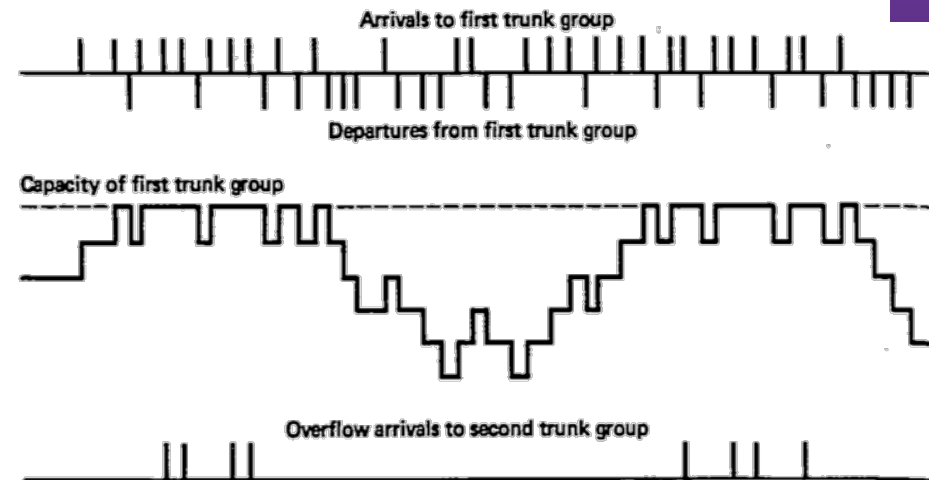 Arrivals to first trunk group
Departures from first trunk group
Capacity of first trunk group
Overflow arrivals to second trunk group